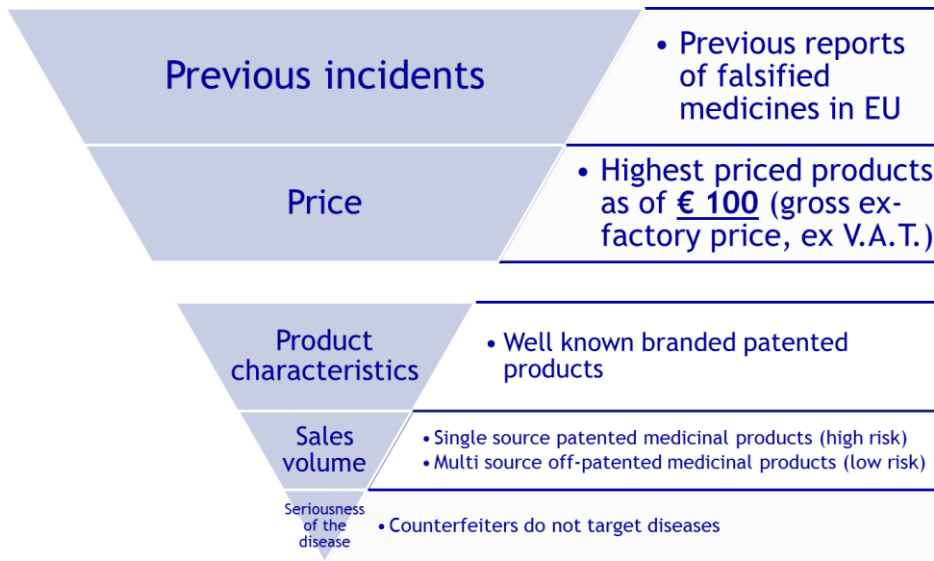 Previous incidents
• Previous reports
of falsified
medicines in EU
Price
• Highest priced products
as of € 100 (gross ex-
factory price, ex V.A.T.)
Product
characteristics
• Well known branded patented
products
Sales
volume
• Single source patented medicinal products (high risk)
• Multi source off-patented medicinal products (low risk)
Seriousness
of the
disease
• Counterfeiters do not target diseases